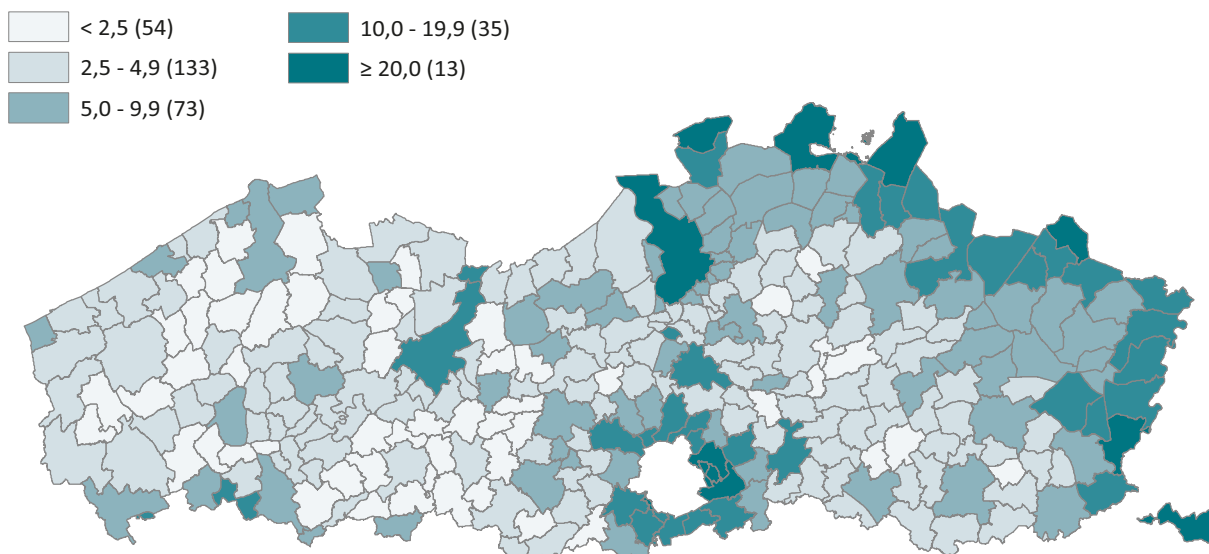 < 2,5 (54)
2,5 - 4,9 (133)
5,0 - 9,9 (73)
10,0 - 19,9 (35)
≥ 20,0 (13)